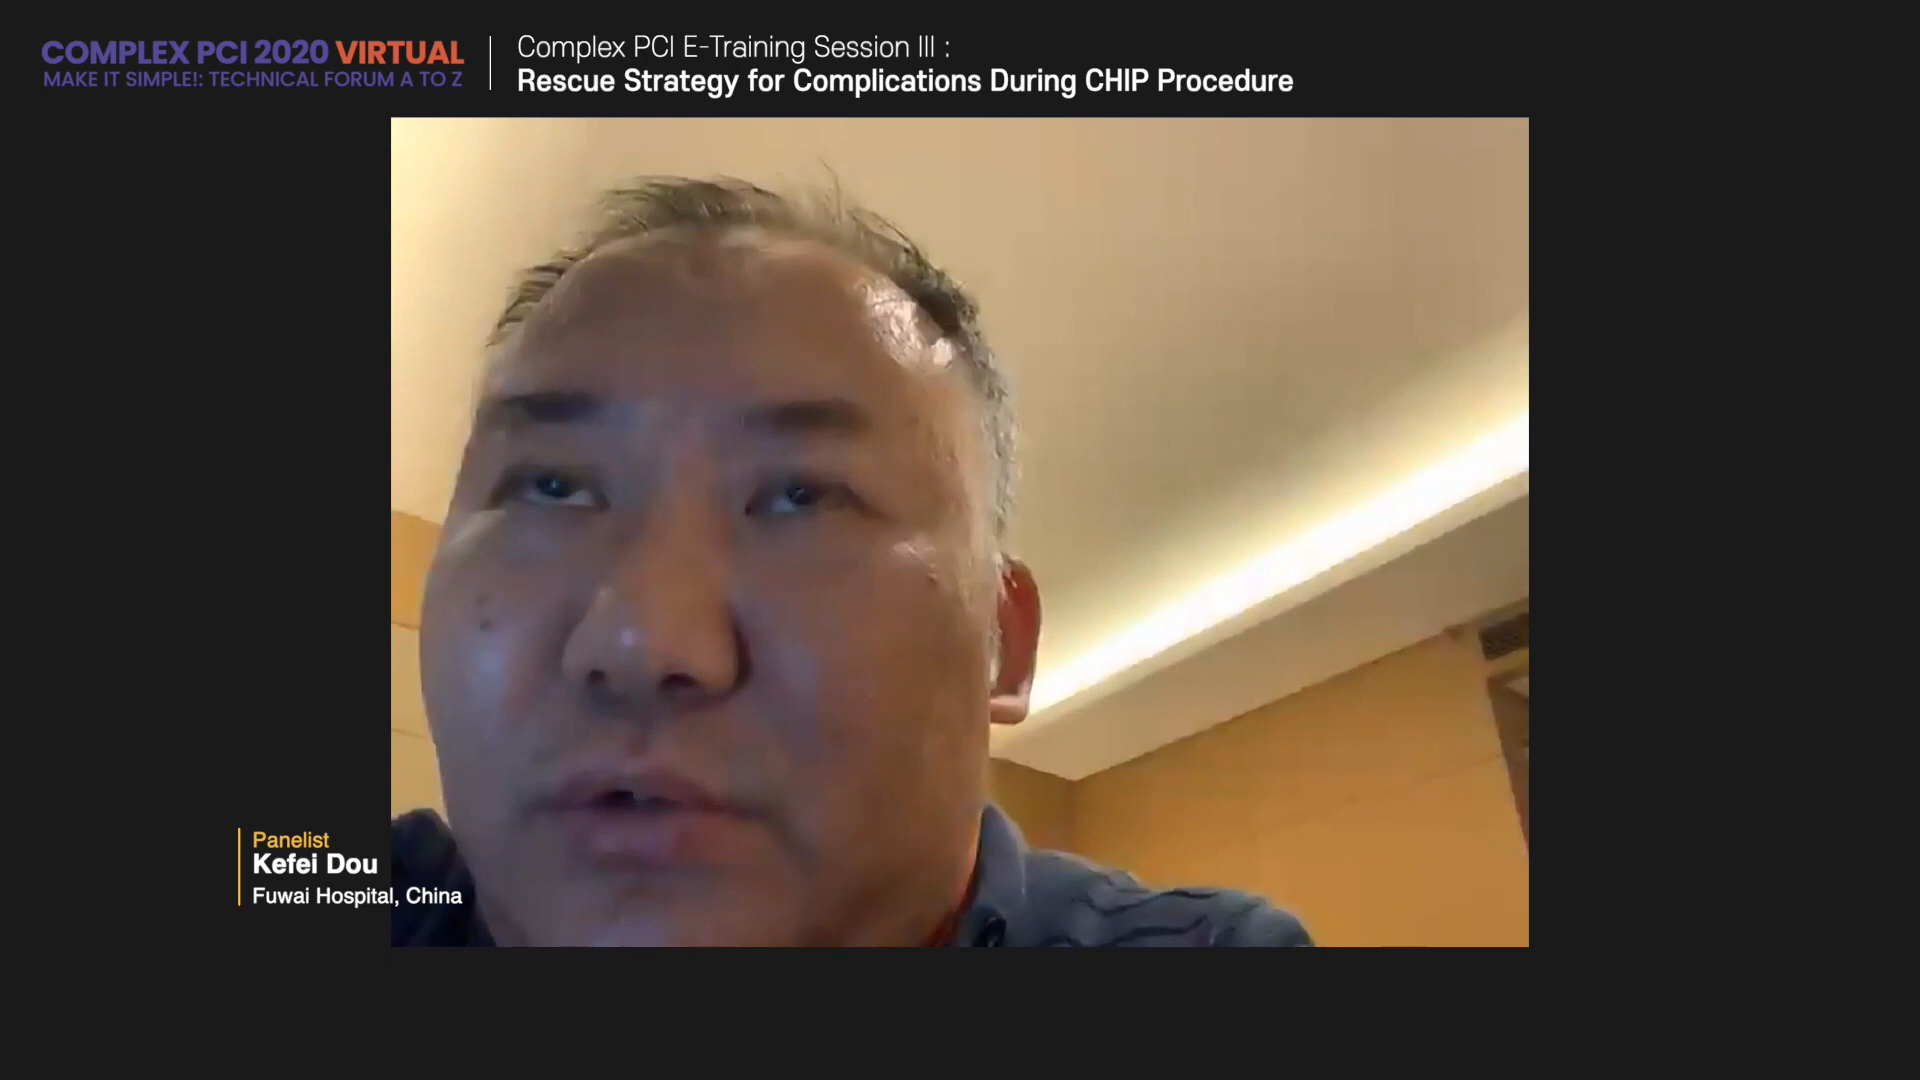 COMPLEX PCI 2020 VIRTUAL
MAKE IT SIMPLE!: TECHNICAL FORUM A TO Z
Complex PCI E-Training Session III :
Rescue Strategy for Complications During CHIP Procedure
Panelist
Kefei Dou
Fuwai Hospital, China